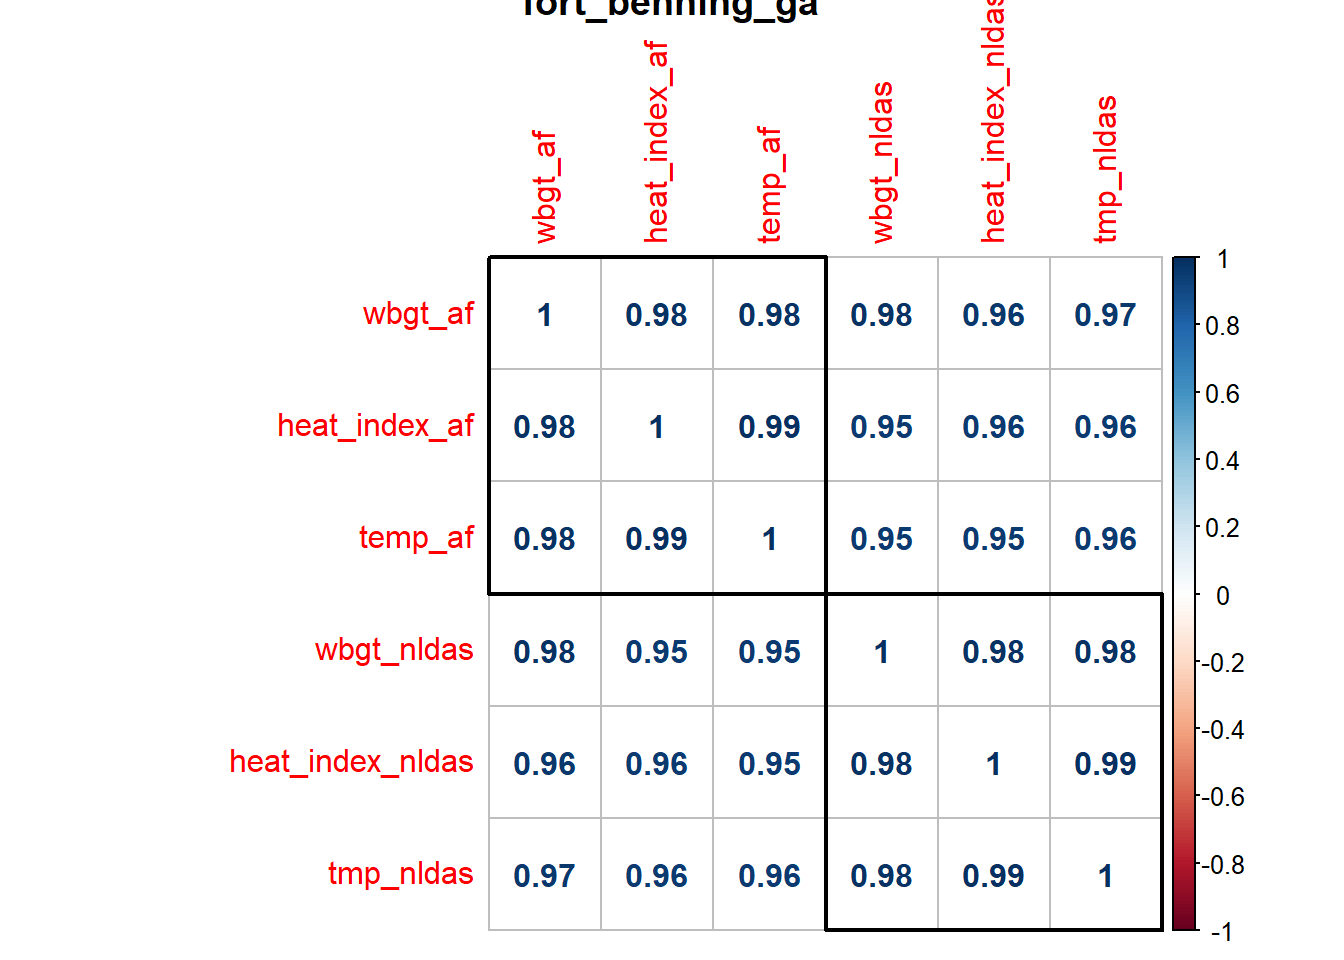 fort_benning_ga
wbgt_af heat_index_af temp_af wbgt_nldas heat_index_nldas tmp_nldas
wbgt_af 1 0.98 0.98 0.98 0.96 0.97
heat_index_af 0.98 1 0.99 0.95 0.96 0.96
temp_af 0.98 0.99 1 0.95 0.95 0.96
wbgt_nldas 0.98 0.95 0.95 1 0.98 0.98
heat_index_nldas 0.96 0.96 0.95 0.98 1 0.99
tmp_nldas 0.97 0.96 0.96 0.98 0.99 1
1
0.8
0.6
0.4
0.2
0
-0.2
-0.4
-0.6
-0.8
-1